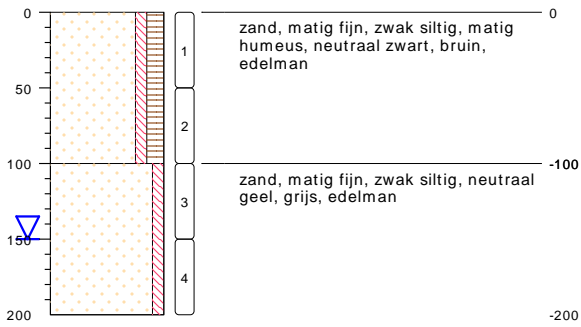 0
50
100
150
200
1
2
3
4
zand, matig fijn, zwak siltig, matig
humeus, neutraal zwart, bruin,
edelman
zand, matig fijn, zwak siltig, neutraal
geel, grijs, edelman
0
-100
-200